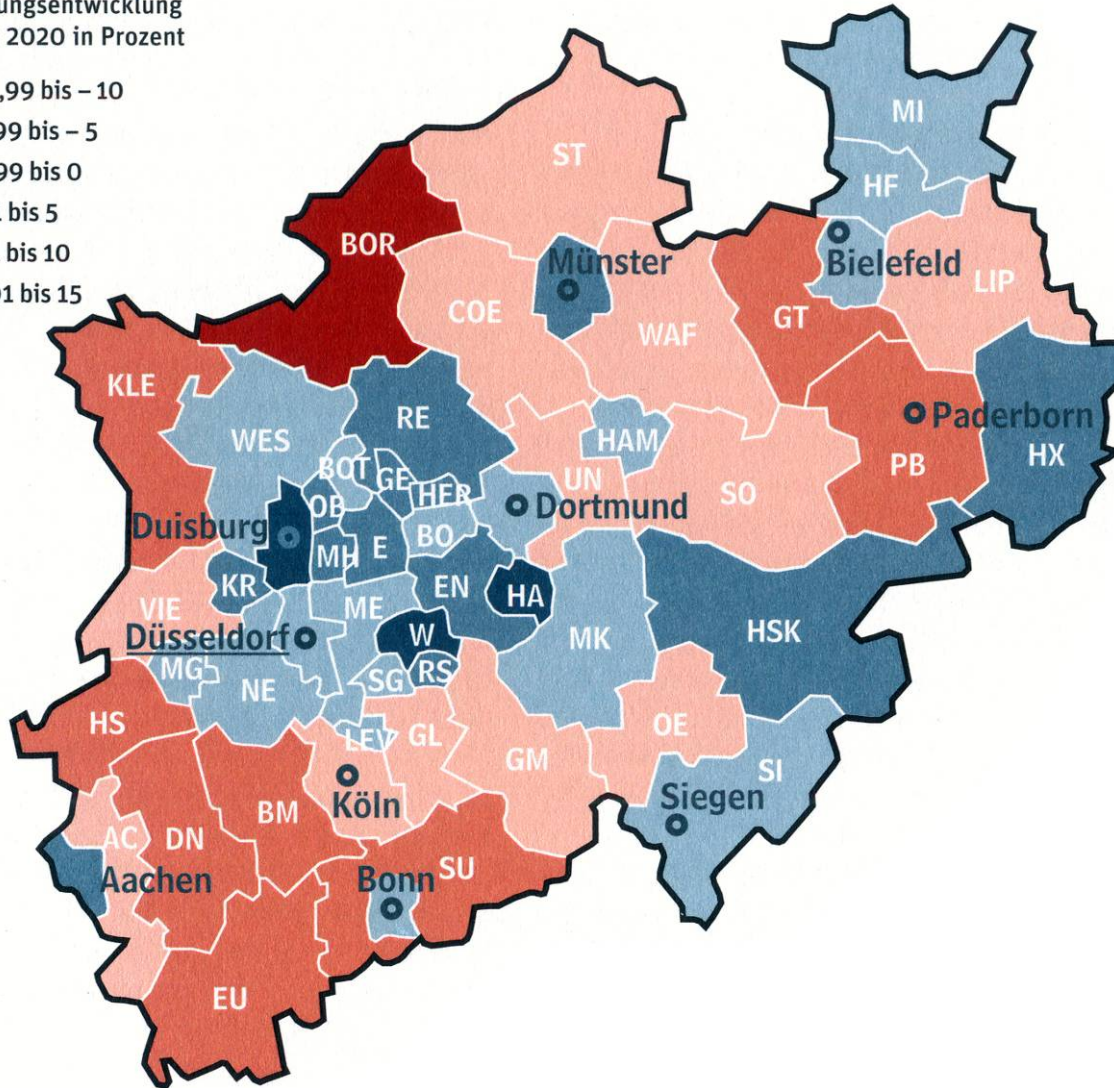 ungsentwicklung
2020 in Prozent
,99 bis – 10
99 bis – 5
99 bis 0
bis 5
bis 10
1 bis 15
MI
ST
HF
BOR
Münster
Bielefeld
LIP
COE
WAF
GT
KLE
RE
Paderborn
WES
HAM
HX
BOT
GE
UN
PB
HER
SO
OB
Dortmund
Duisburg
BO
E
MH
KR
EN
HA
VIE
ME
W
MK
HSK
Düsseldorf
MG
SG
RS
NE
HS
OE
LEV
GL
GM
SI
Köln
Siegen
BM
AC
DN
SU
Aachen
Bonn
EU